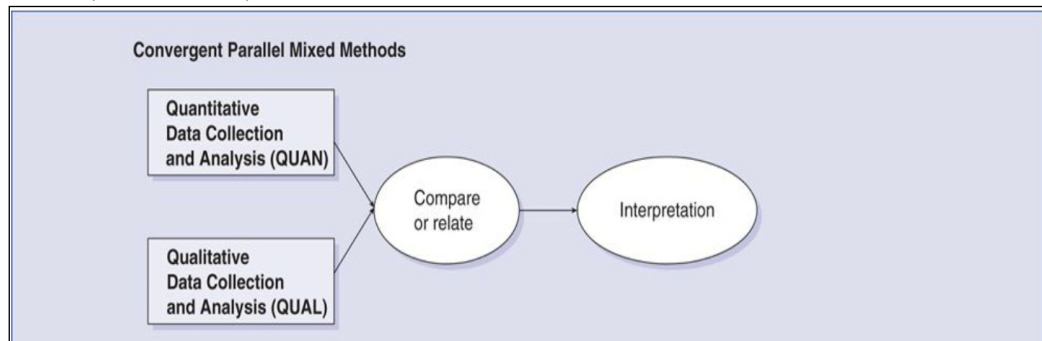 Convergent Parallel Mixed Methods
Quantitative
Data Collection
and Analysis (QUAN)
Compare
or relate
Interpretation
Qualitative
Data Collection
and Analysis (QUAL)